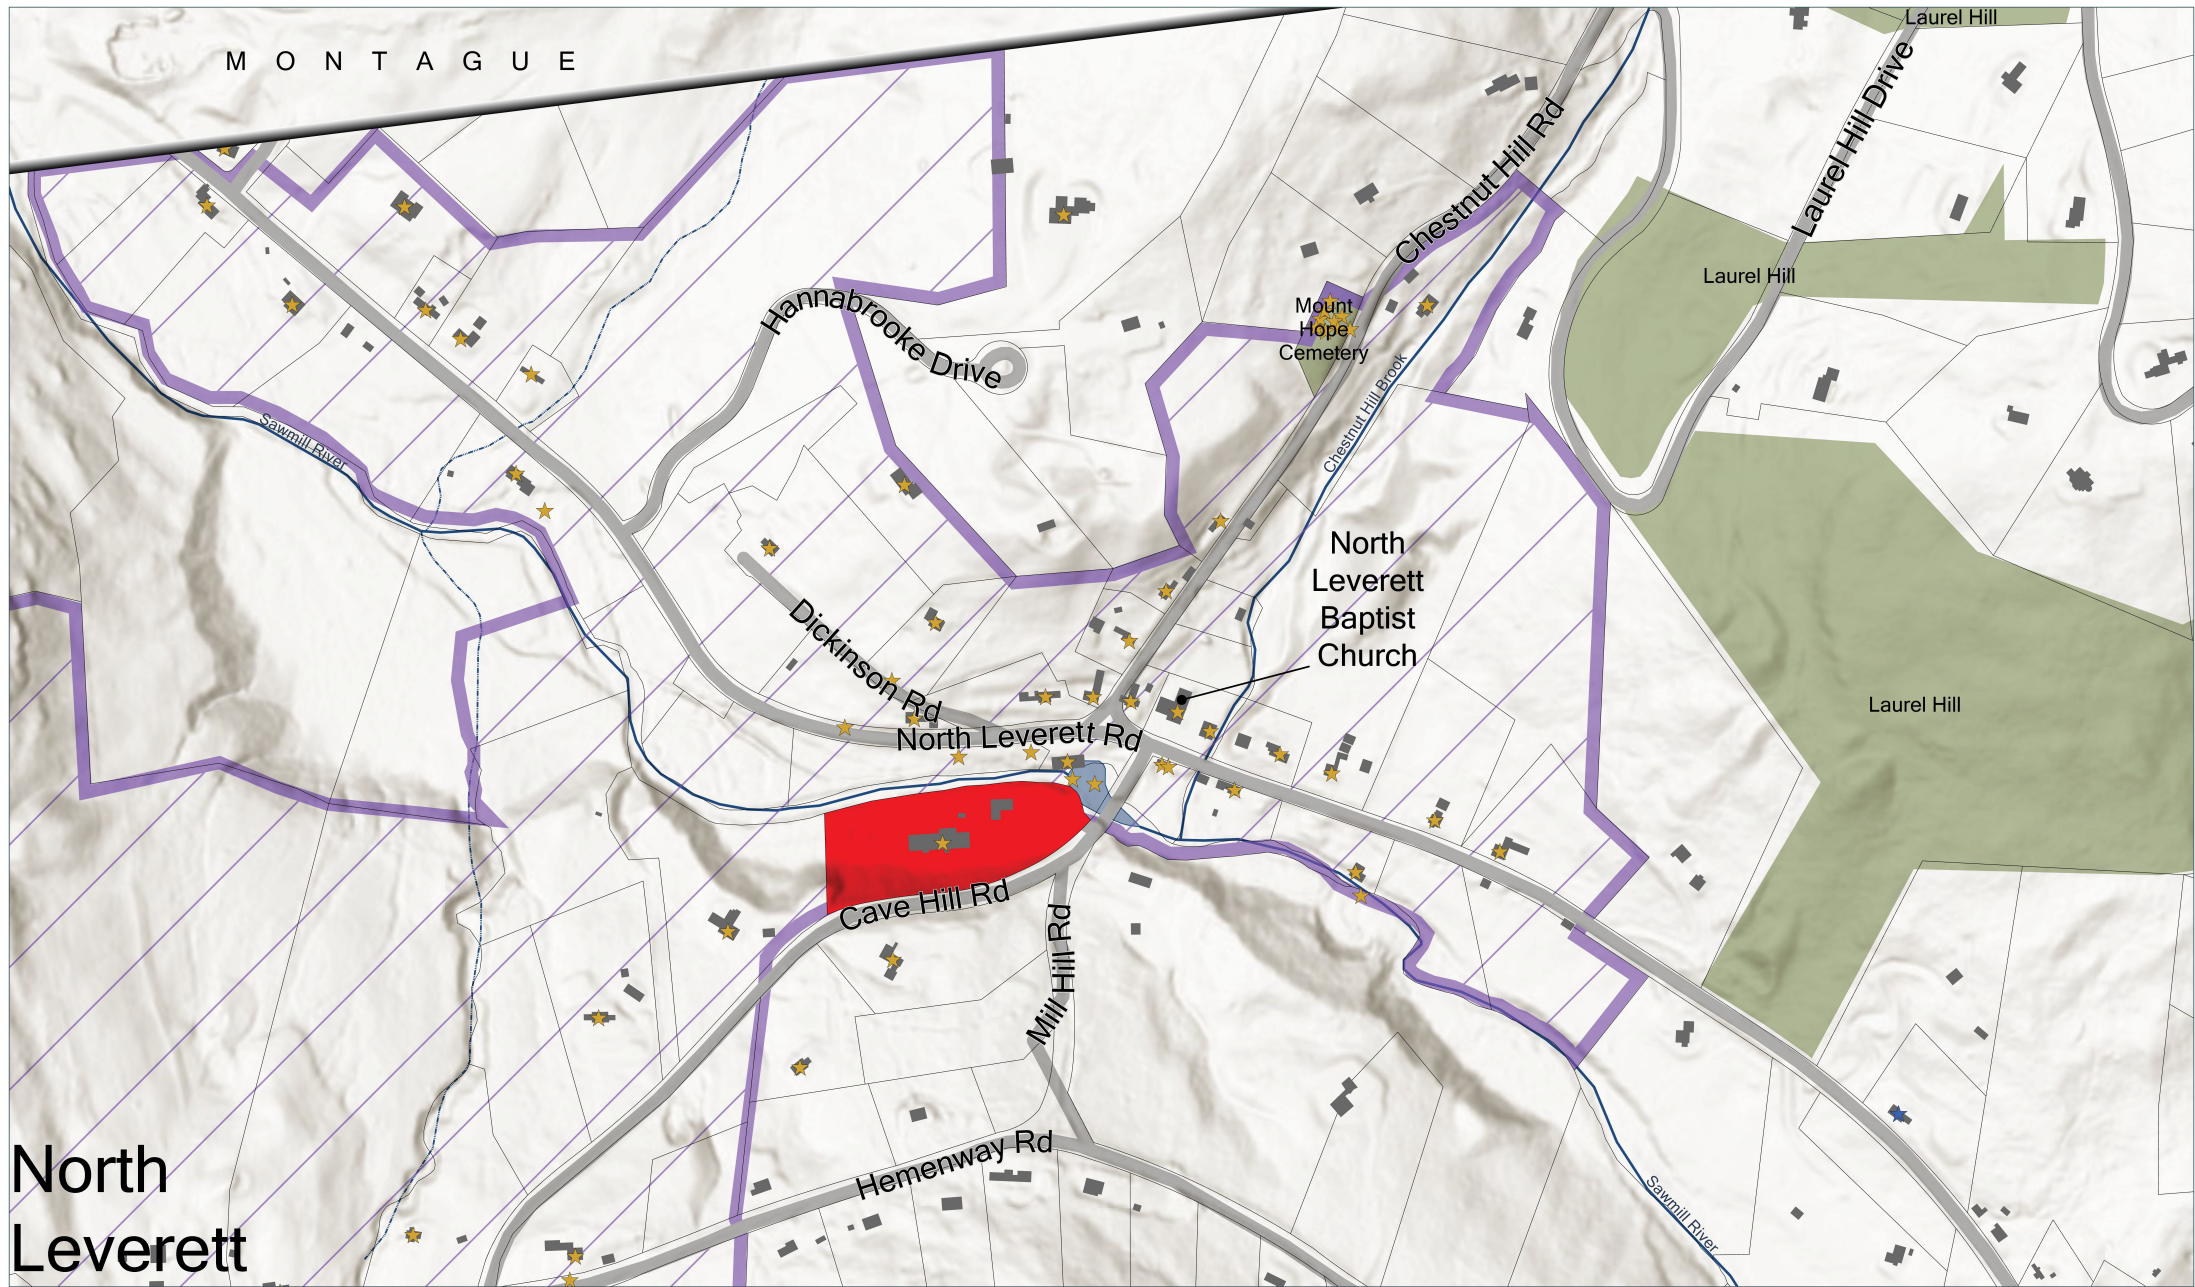 MONTAGUE
Laurel Hill
Laurel Hill Drive
Chestnut Hill Rd
Laurel Hill
Hannabrooke Drive
Mount
Hope
Cemetery
Chestnut Hill Brook
Sawmill River
North
Leverett
Baptist
Church
Dickinson Rd
North Leverett Rd
Laurel Hill
Cave Hill Rd
Mill Hill Rd
Hemenway Rd
Sawmill River
North
Leverett